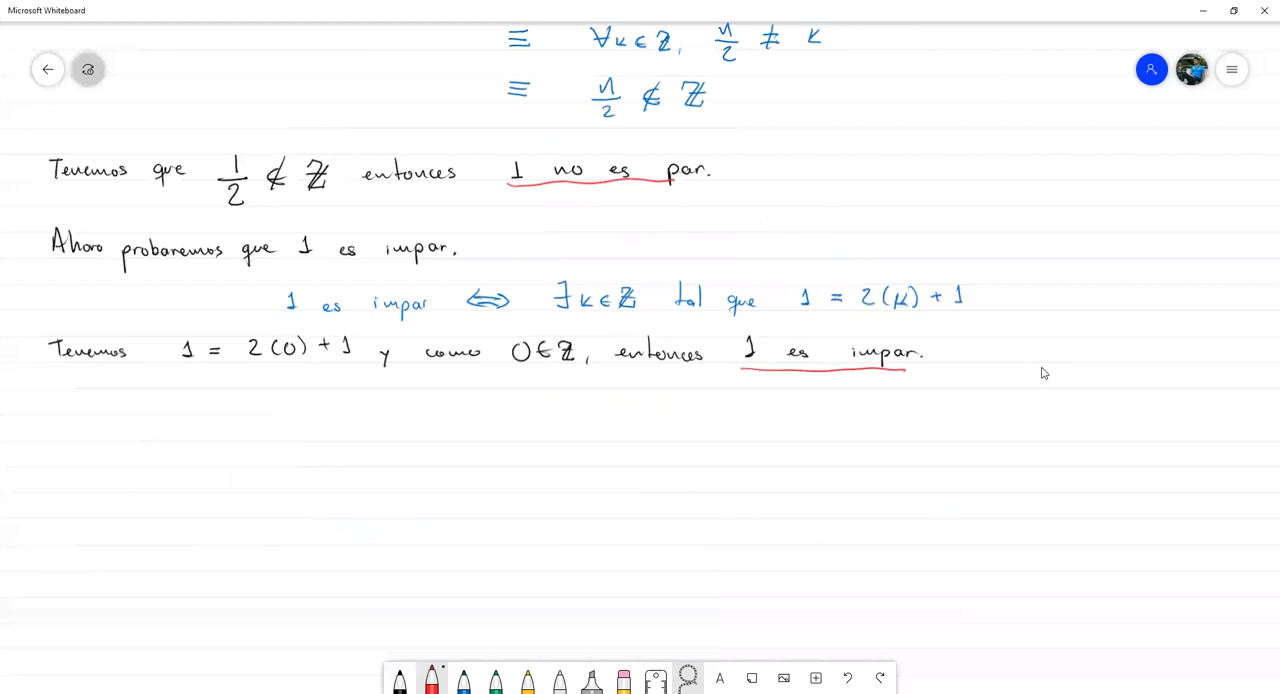 Microsoft Whiteboard
≡ ∀k ∈ ℤ, n/2 ≠ k
≡ n/2 ∉ ℤ
Tenemos que 1/2 ∉ ℤ entonces 1 no es par.
Ahora probaremos que 1 es impar.
1 es impar ⟺ ∃k ∈ ℤ tal que 1 = 2(k) + 1
Tenemos 1 = 2(0) + 1 y como 0 ∈ ℤ, entonces 1 es impar.